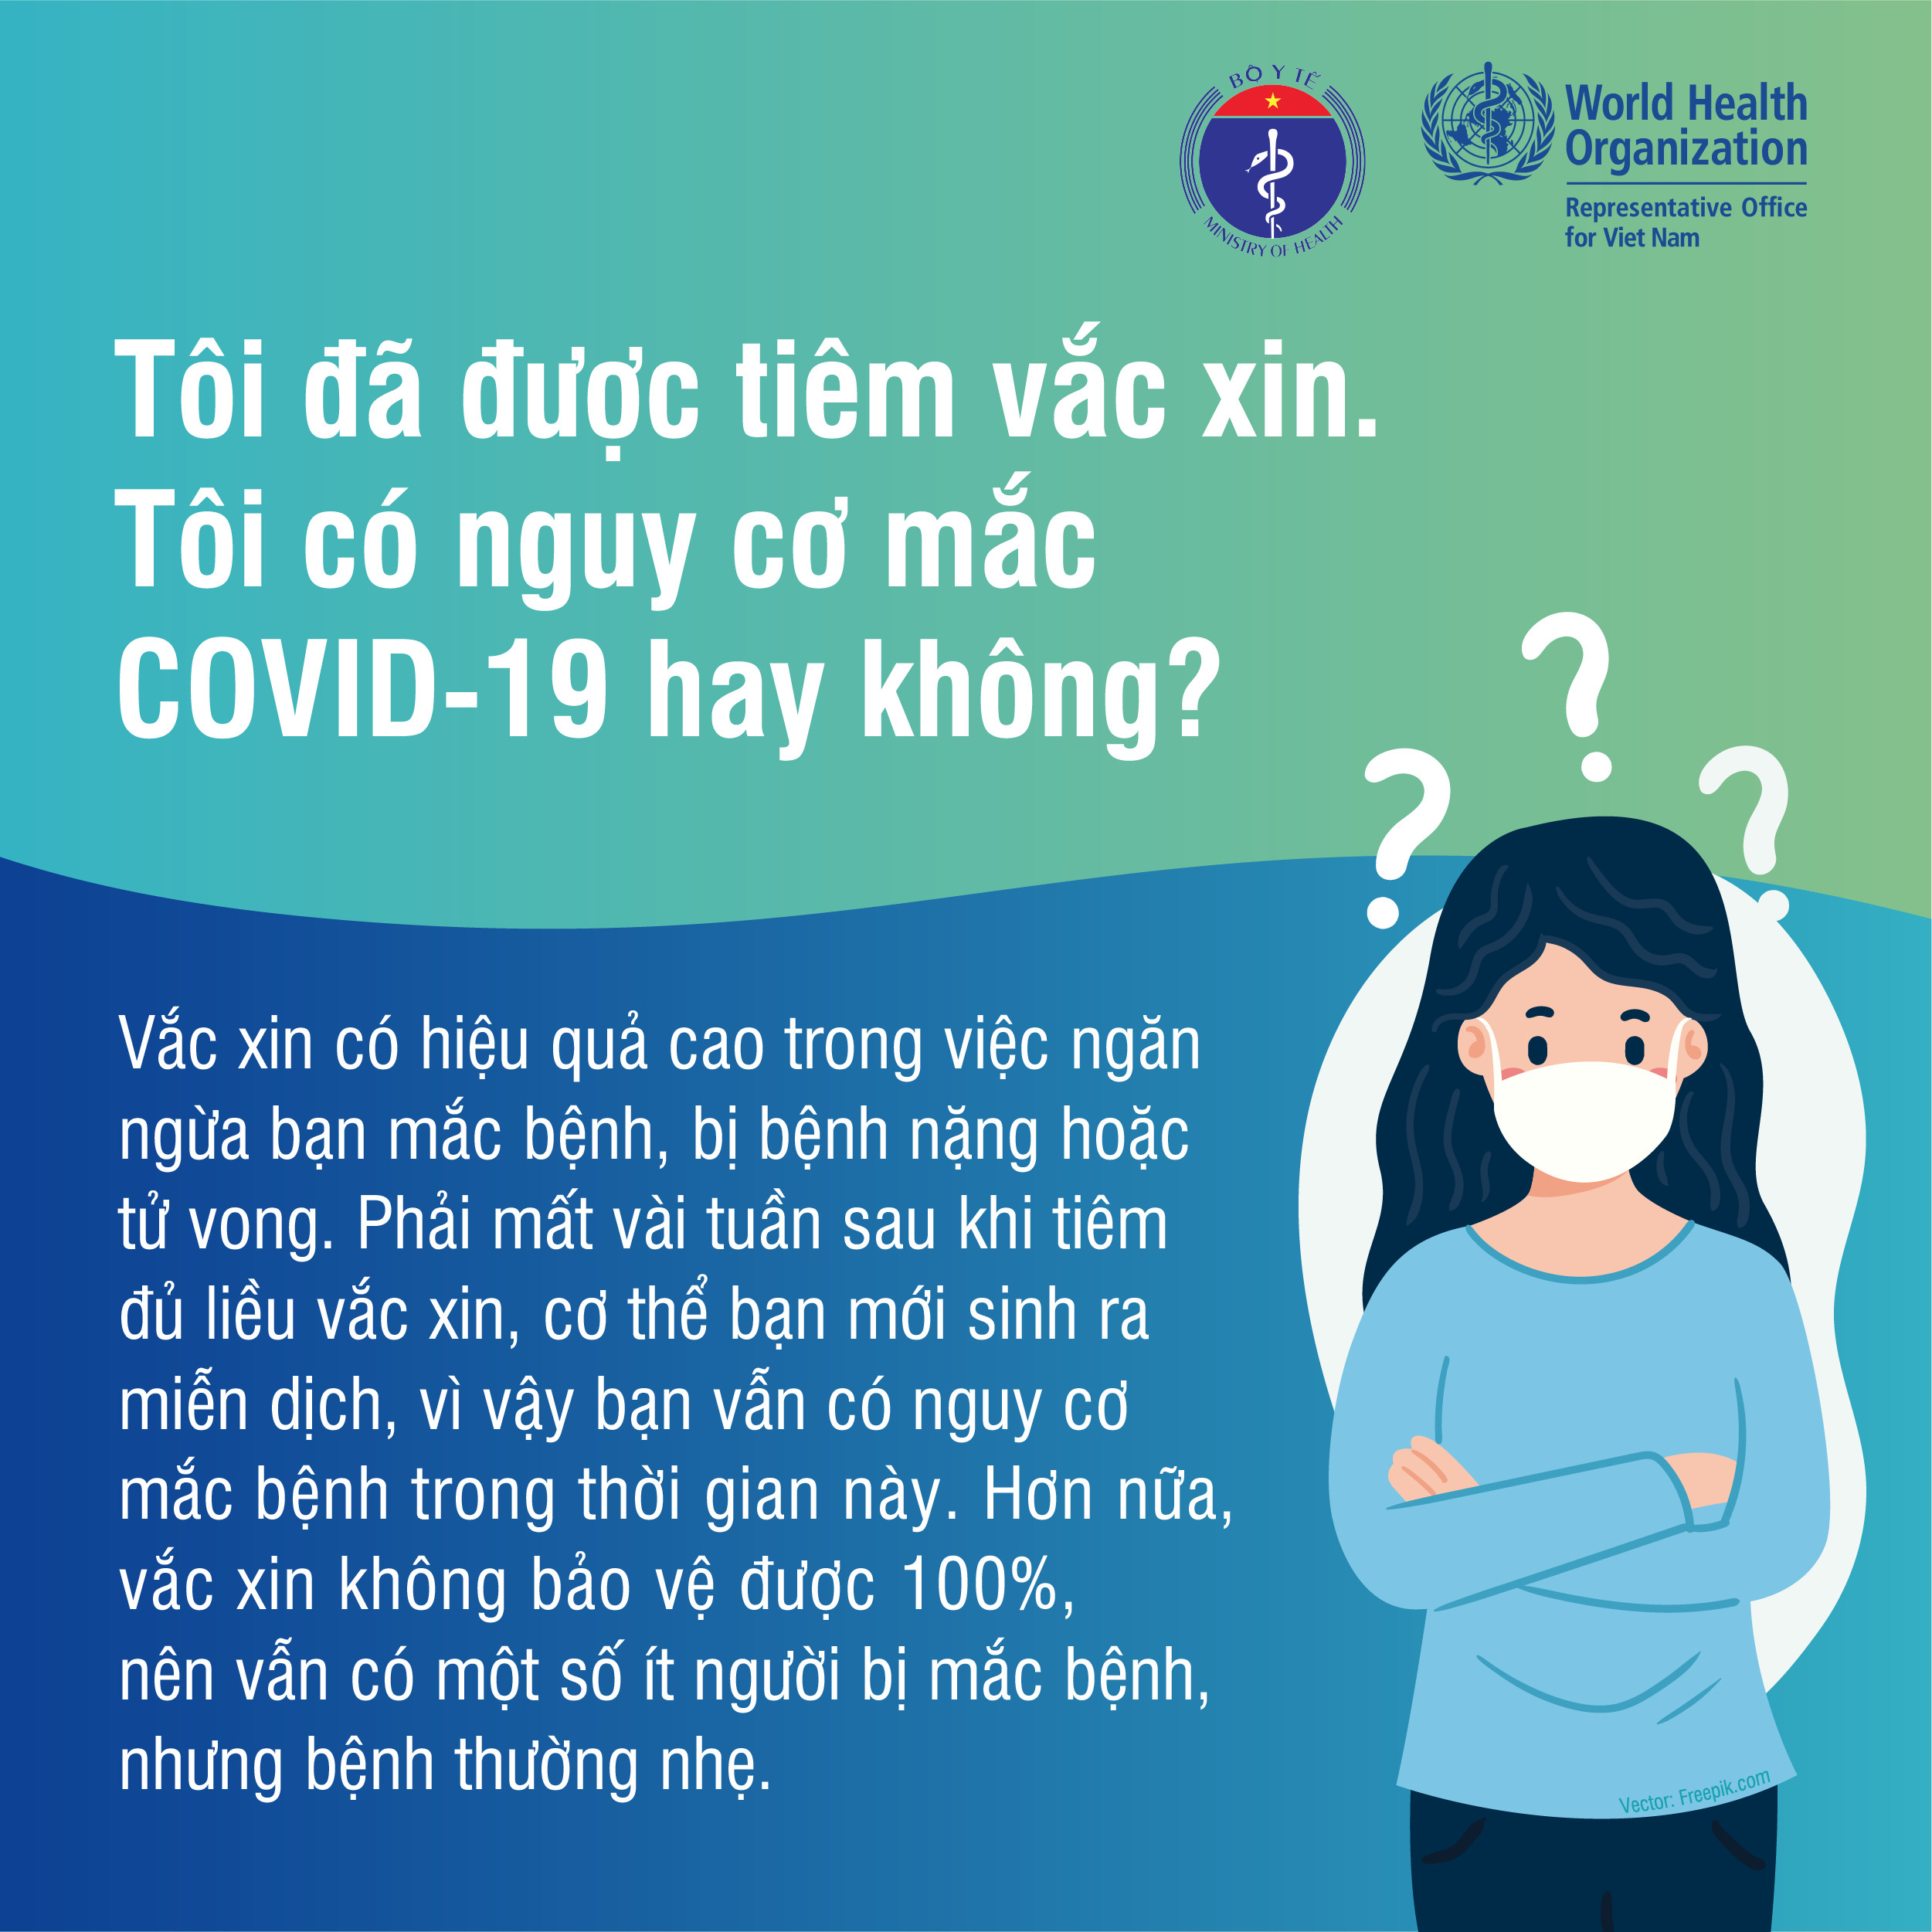 BỘ Y TẾ
MINISTRY OF HEALTH
World Health
Organization
Representative Office
for Viet Nam
Tôi đã được tiêm vắc xin.
Tôi có nguy cơ mắc
COVID-19 hay không?
Vắc xin có hiệu quả cao trong việc ngăn
ngừa bạn mắc bệnh, bị bệnh nặng hoặc
tử vong. Phải mất vài tuần sau khi tiêm
đủ liều vắc xin, cơ thể bạn mới sinh ra
miễn dịch, vì vậy bạn vẫn có nguy cơ
mắc bệnh trong thời gian này. Hơn nữa,
vắc xin không bảo vệ được 100%,
nên vẫn có một số ít người bị mắc bệnh,
nhưng bệnh thường nhẹ.
Vector: Freepik.com